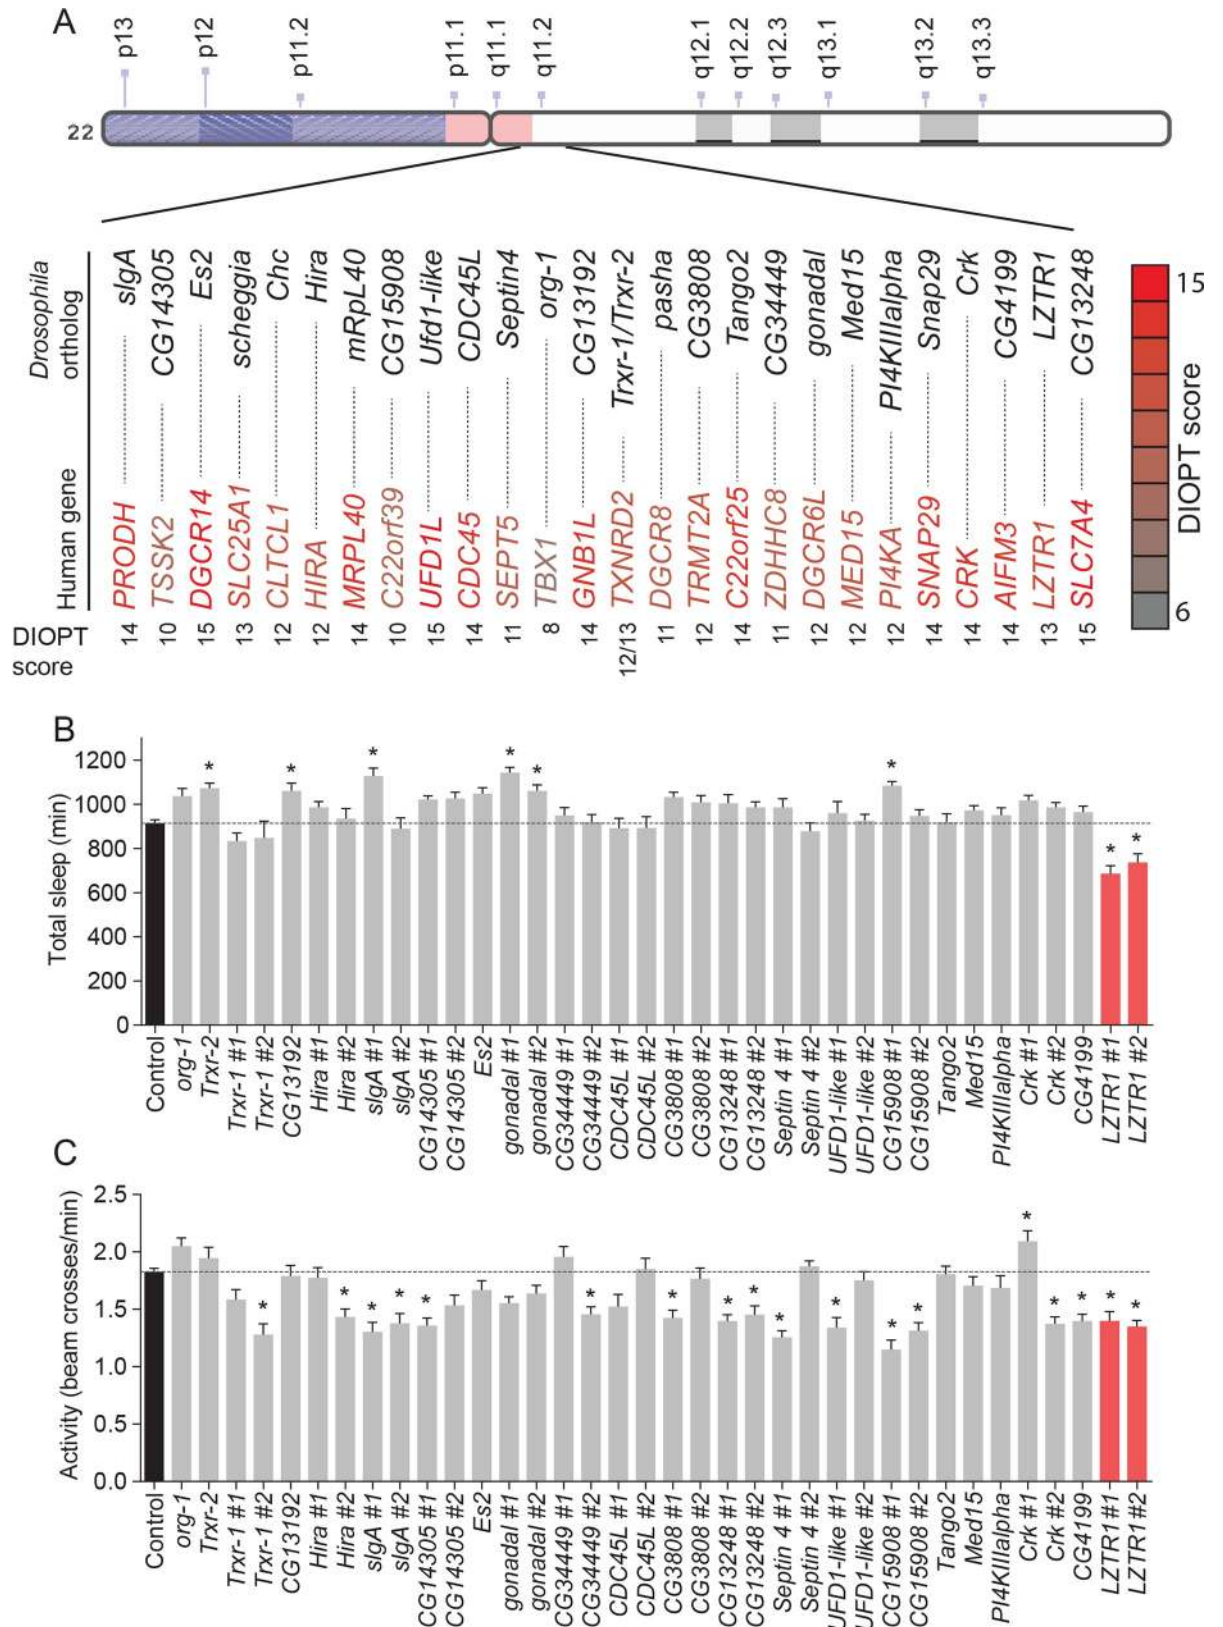 A
p13
p12
p11.2
p11.1
q11.1
q11.2
q12.1
q12.2
q12.3
q13.1
q13.2
q13.3
22
Drosophila
ortholog
slgA
CG14305
Es2
scheggia
Chc
Hira
mRpL40
CG15908
Ufd1-like
CDC45L
Septin4
org-1
CG13192
Trxr-1/Trxr-2
pasha
CG3808
Tango2
CG34449
gonadal
Med15
PI4KIIIalpha
Snap29
Crk
CG4199
LZTR1
CG13248
Human gene
PRODH
TSSK2
DGCR14
SLC25A1
CLTCL1
HIRA
MRPL40
C22orf39
UFD1L
CDC45
SEPT5
TBX1
GNB1L
TXNRD2
DGCR8
TRMT2A
C22orf25
ZDHHC8
DGCR6L
MED15
PI4KA
SNAP29
CRK
AIFM3
LZTR1
SLC7A4
DIOPT
score
14
10
15
13
12
12
14
10
15
14
11
8
14
12/13
11
12
14
11
12
12
12
14
14
14
13
15
15
6
DIOPT score
B
Total sleep (min)
1200
1000
800
600
400
200
0
* * * * * * * *
Control
org-1
Trxr-2
Trxr-1 #1
Trxr-1 #2
CG13192
Hira #1
Hira #2
slgA #1
slgA #2
CG14305 #1
CG14305 #2
Es2
gonadal #1
gonadal #2
CG34449 #1
CG34449 #2
CDC45L #1
CDC45L #2
CG3808 #1
CG3808 #2
CG13248 #1
CG13248 #2
Septin 4 #1
Septin 4 #2
UFD1-like #1
UFD1-like #2
CG15908 #1
CG15908 #2
Tango2
Med15
PI4KIIIalpha
Crk #1
Crk #2
CG4199
LZTR1 #1
LZTR1 #2
C
Activity (beam crosses/min)
2.5
2.0
1.5
1.0
0.5
0.0
* * * * * * * * * * * * * * * * * *
Control
org-1
Trxr-2
Trxr-1 #1
Trxr-1 #2
CG13192
Hira #1
Hira #2
slgA #1
slgA #2
CG14305 #1
CG14305 #2
Es2
gonadal #1
gonadal #2
CG34449 #1
CG34449 #2
CDC45L #1
CDC45L #2
CG3808 #1
CG3808 #2
CG13248 #1
CG13248 #2
Septin 4 #1
Septin 4 #2
UFD1-like #1
UFD1-like #2
CG15908 #1
CG15908 #2
Tango2
Med15
PI4KIIIalpha
Crk #1
Crk #2
CG4199
LZTR1#1
LZTR1#2